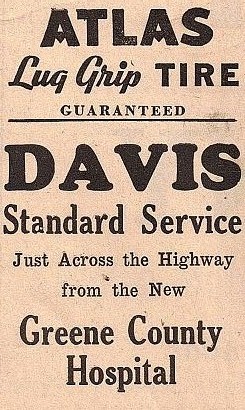 ATLAS
Lug Grip TIRE
GUARANTEED
DAVIS
Standard Service
Just Across the Highway
from the New
Greene County
Hospital